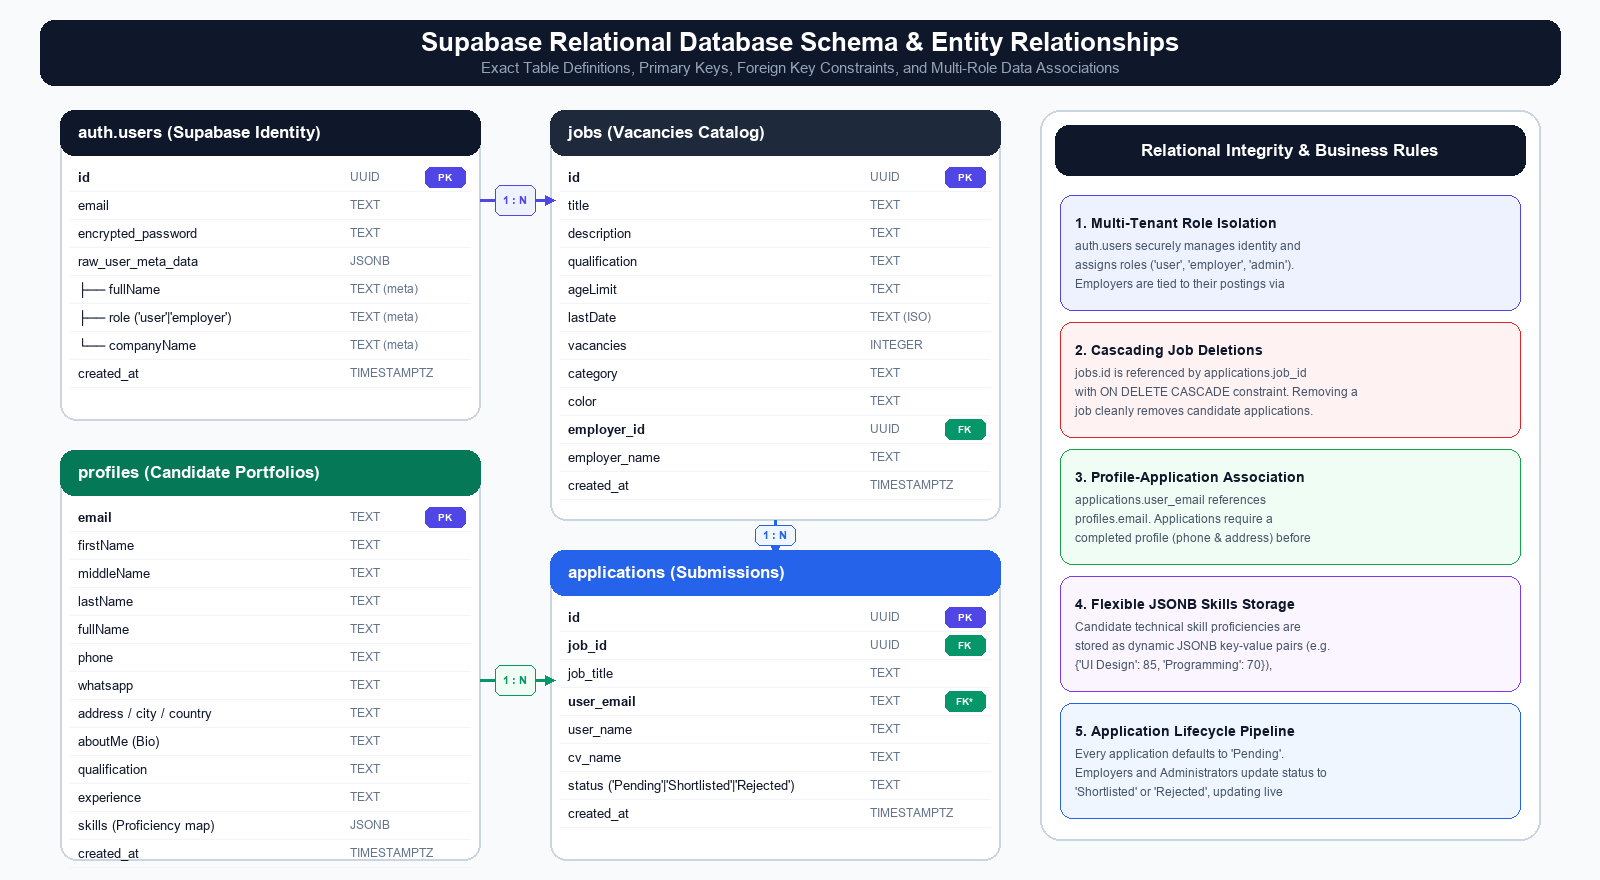 Supabase Relational Database Schema & Entity Relationships
Exact Table Definitions, Primary Keys, Foreign Key Constraints, and Multi-Role Data Associations
auth.users (Supabase Identity)
id UUID PK
email TEXT
encrypted_password TEXT
raw_user_meta_data JSONB
├── fullName TEXT (meta)
├── role ('user'|'employer') TEXT (meta)
└── companyName TEXT (meta)
created_at TIMESTAMPTZ
1 : N
profiles (Candidate Portfolios)
email TEXT PK
firstName TEXT
middleName TEXT
lastName TEXT
fullName TEXT
phone TEXT
whatsapp TEXT
address / city / country TEXT
aboutMe (Bio) TEXT
qualification TEXT
experience TEXT
skills (Proficiency map) JSONB
created_at TIMESTAMPTZ
1 : N
jobs (Vacancies Catalog)
id UUID PK
title TEXT
description TEXT
qualification TEXT
ageLimit TEXT
lastDate TEXT (ISO)
vacancies INTEGER
category TEXT
color TEXT
employer_id UUID FK
employer_name TEXT
created_at TIMESTAMPTZ
1 : N
applications (Submissions)
id UUID PK
job_id UUID FK
job_title TEXT
user_email TEXT FK*
user_name TEXT
cv_name TEXT
status ('Pending'|'Shortlisted'|'Rejected') TEXT
created_at TIMESTAMPTZ
Relational Integrity & Business Rules
1. Multi-Tenant Role Isolation
auth.users securely manages identity and
assigns roles ('user', 'employer', 'admin').
Employers are tied to their postings via
2. Cascading Job Deletions
jobs.id is referenced by applications.job_id
with ON DELETE CASCADE constraint. Removing a
job cleanly removes candidate applications.
3. Profile-Application Association
applications.user_email references
profiles.email. Applications require a
completed profile (phone & address) before
4. Flexible JSONB Skills Storage
Candidate technical skill proficiencies are
stored as dynamic JSONB key-value pairs (e.g.
{'UI Design': 85, 'Programming': 70}),
5. Application Lifecycle Pipeline
Every application defaults to 'Pending'.
Employers and Administrators update status to
'Shortlisted' or 'Rejected', updating live